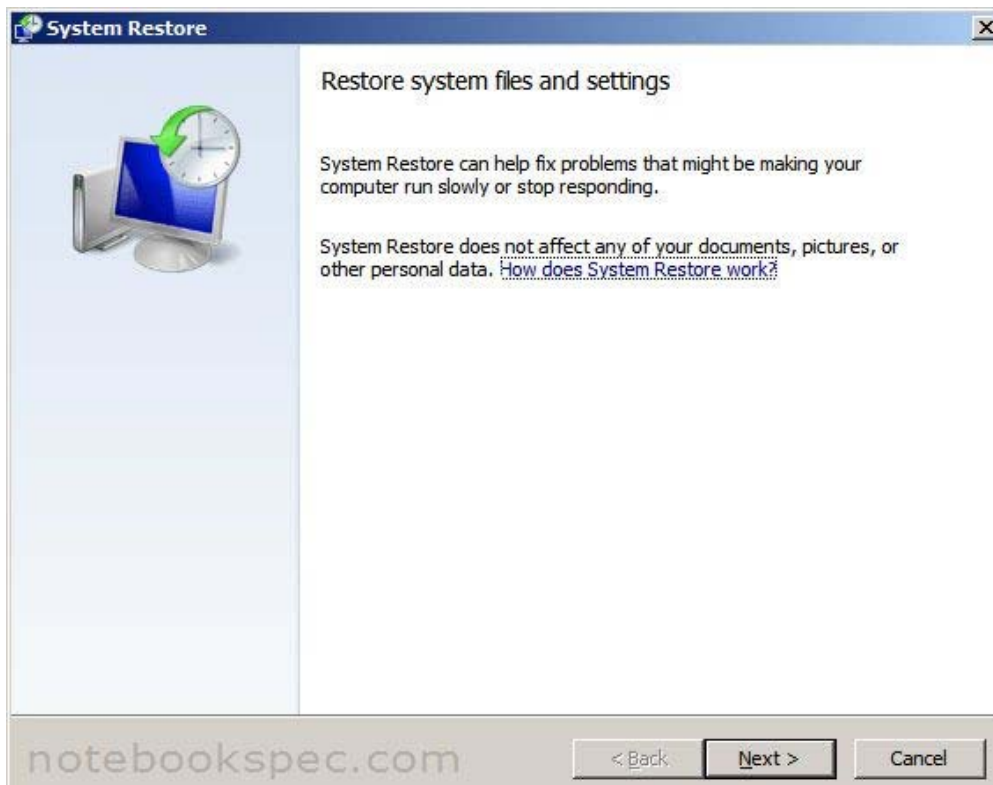 System Restore
Restore system files and settings
System Restore can help fix problems that might be making your
computer run slowly or stop responding.
System Restore does not affect any of your documents, pictures, or
other personal data. How does System Restore work?
notebookspec.com
< Back
Next >
Cancel